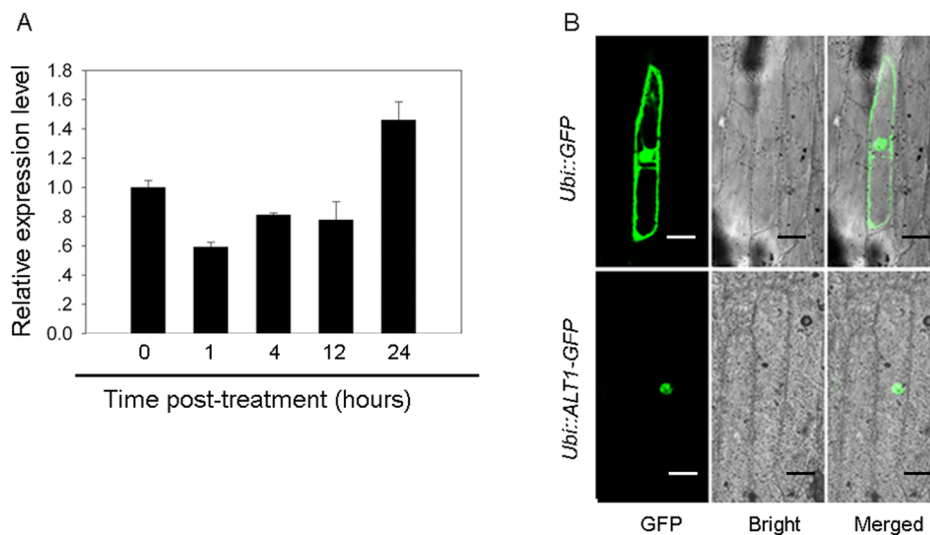 A
Relative expression level
1.8
1.6
1.4
1.2
1.0
.8
.6
.4
.2
0.0
0 1 4 12 24
Time post-treatment (hours)
B
Ubi::GFP
Ubi::ALT1-GFP
GFP Bright Merged